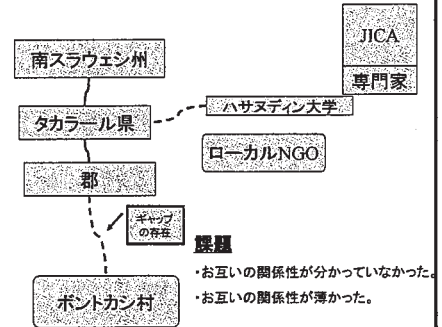 JICA
専門家
南スラウェシ州
タカラール県
ハサヌディン大学
ローカルNGO
郡
ギャップ
の存在
課題
・お互いの関係性が分かっていなかった。
・お互いの関係性が薄かった。
ボントカシ村